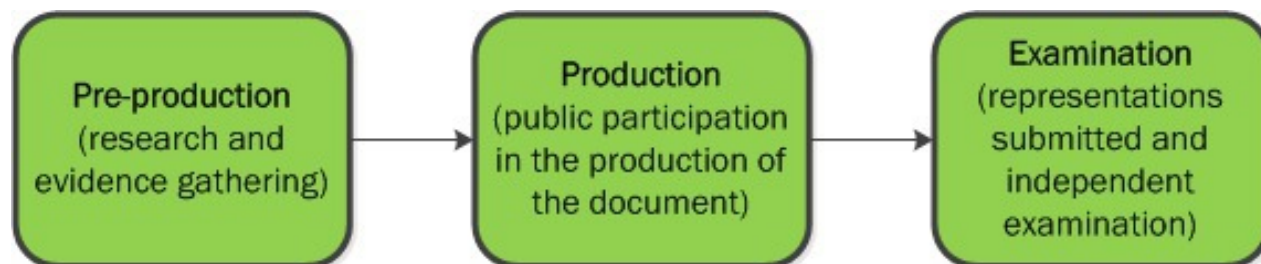 Pre-production
(research and
evidence gathering)
Production
(public participation
in the production of
the document)
Examination
(representations
submitted and
independent
examination)